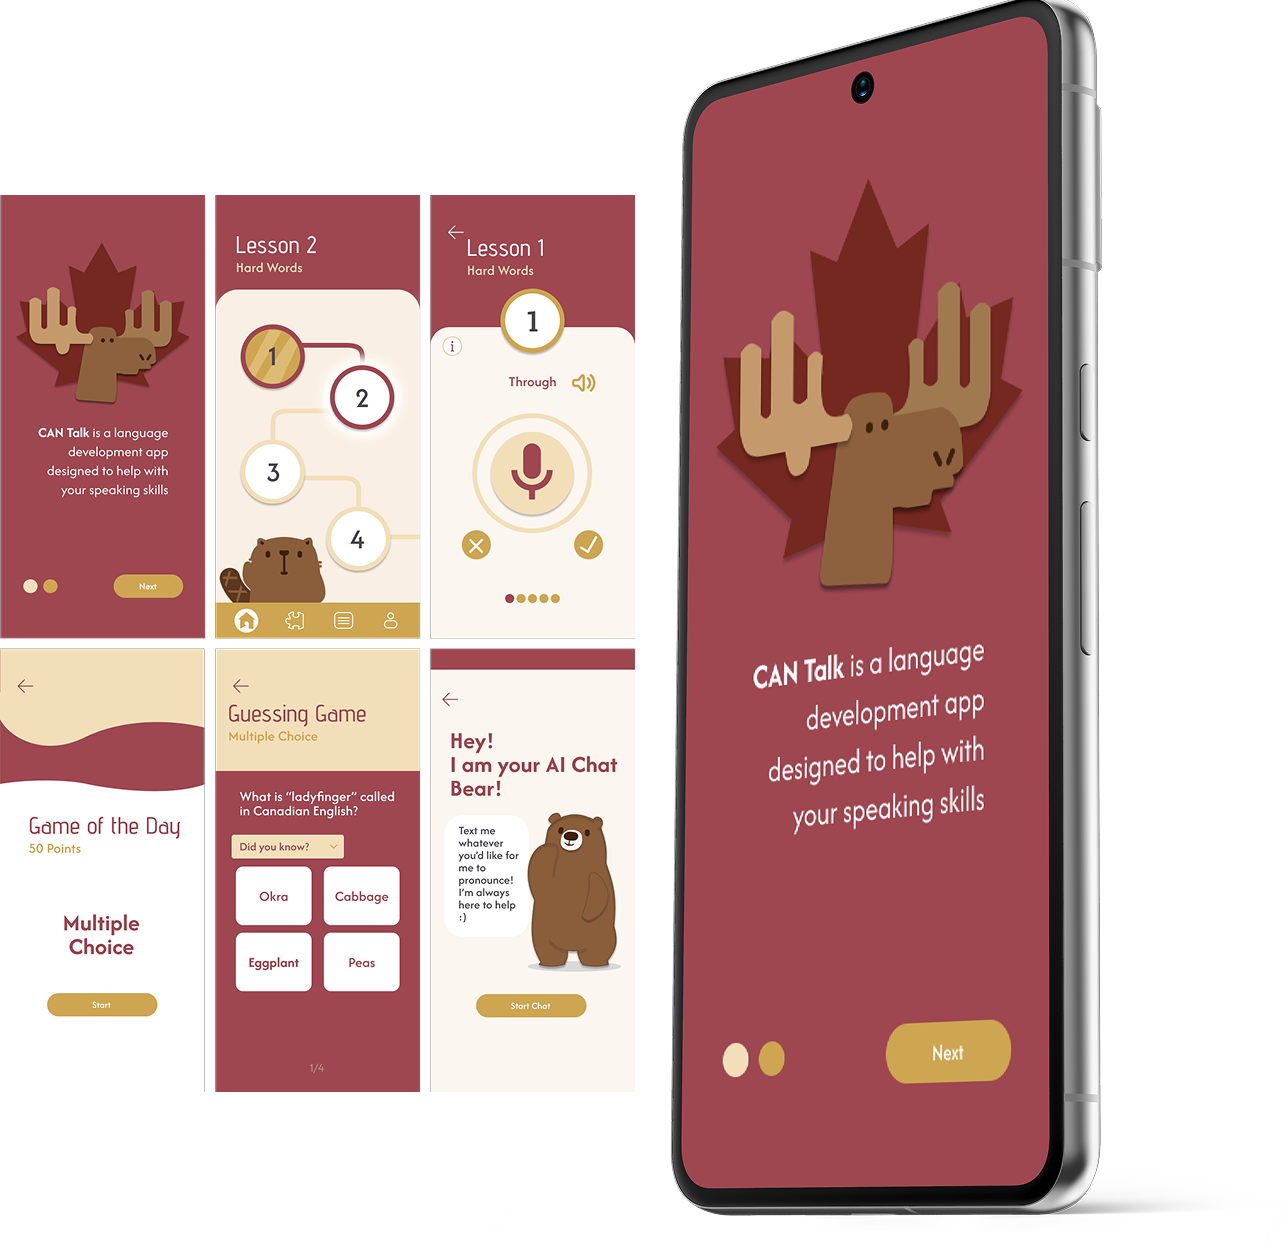 CAN Talk is a language
development app
designed to help with
your speaking skills
Next
Lesson 2
Hard Words
1
2
3
4
Lesson 1
Hard Words
1
i
Through
Game of the Day
50 Points
Multiple
Choice
Start
Guessing Game
Multiple Choice
What is “ladyfinger” called
in Canadian English?
Did you know?
Okra
Cabbage
Eggplant
Peas
1/4
Hey!
I am your AI Chat
Bear!
Text me
whatever
you’d like for
me to
pronounce!
I’m always
here to help
:)
Start Chat
CAN Talk is a language
development app
designed to help with
your speaking skills
Next